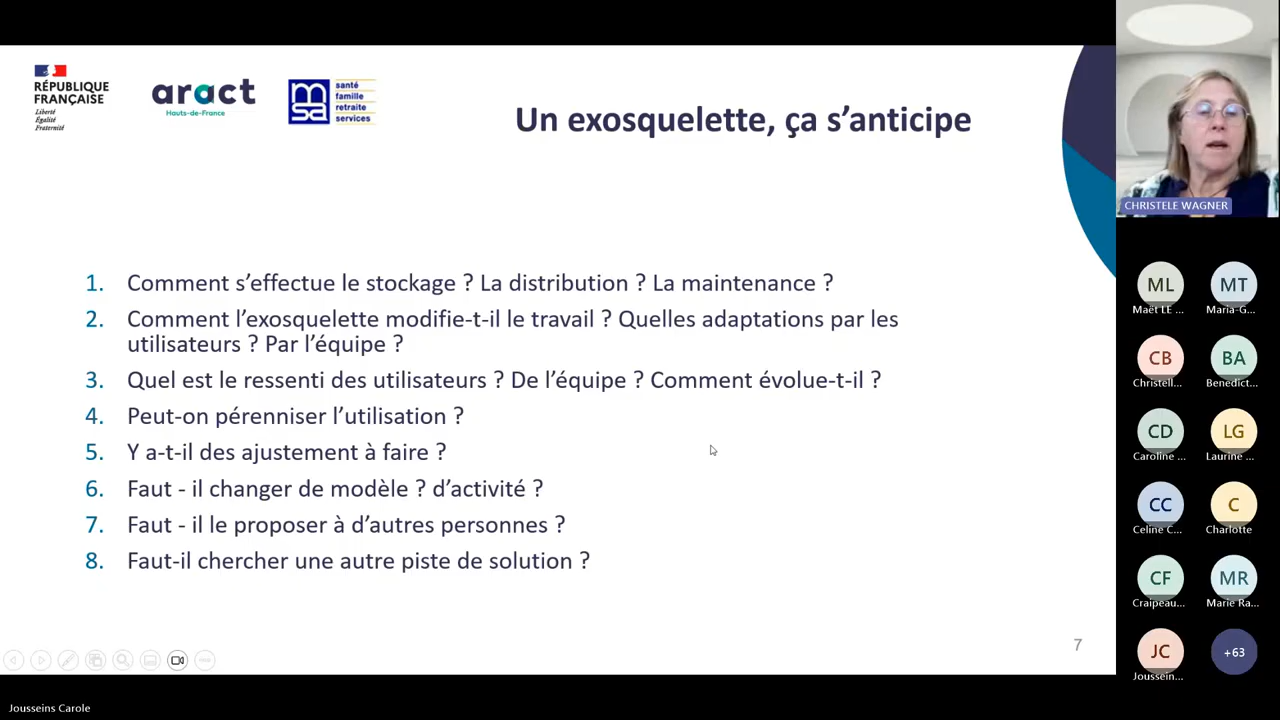 RÉPUBLIQUE
FRANÇAISE
Liberté
Égalité
Fraternité
aract
Hauts-de-France
msa
santé
famille
retraite
services
Un exosquelette, ça s’anticipe
1. Comment s’effectue le stockage ? La distribution ? La maintenance ?
2. Comment l’exosquelette modifie-t-il le travail ? Quelles adaptations par les
utilisateurs ? Par l’équipe ?
3. Quel est le ressenti des utilisateurs ? De l’équipe ? Comment évolue-t-il ?
4. Peut-on pérenniser l’utilisation ?
5. Y a-t-il des ajustement à faire ?
6. Faut - il changer de modèle ? d’activité ?
7. Faut - il le proposer à d’autres personnes ?
8. Faut-il chercher une autre piste de solution ?
7
CHRISTELE WAGNER
ML MT
Maët LE ... Maria-G...
CB BA
Christell... Benedict...
CD LG
Caroline ... Laurine ...
CC C
Celine C... Charlotte
CF MR
Craipeau... Marie Ra...
JC +63
Joussein...
Jousseins Carole